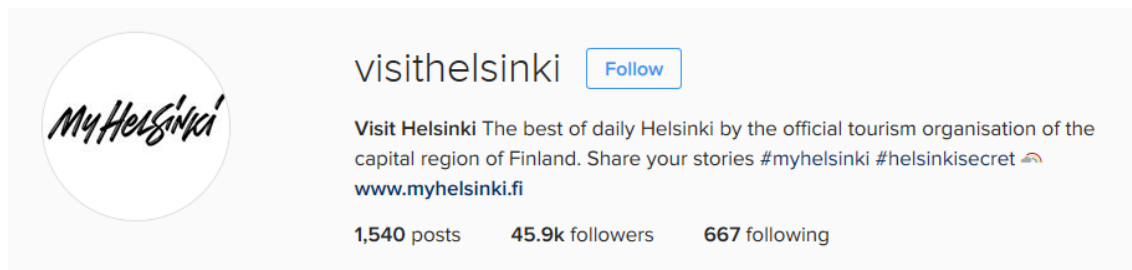 MyHelsinki
visithelsinki Follow
Visit Helsinki The best of daily Helsinki by the official tourism organisation of the
capital region of Finland. Share your stories #myhelsinki #helsinkisecret
www.myhelsinki.fi
1,540 posts 45.9k followers 667 following